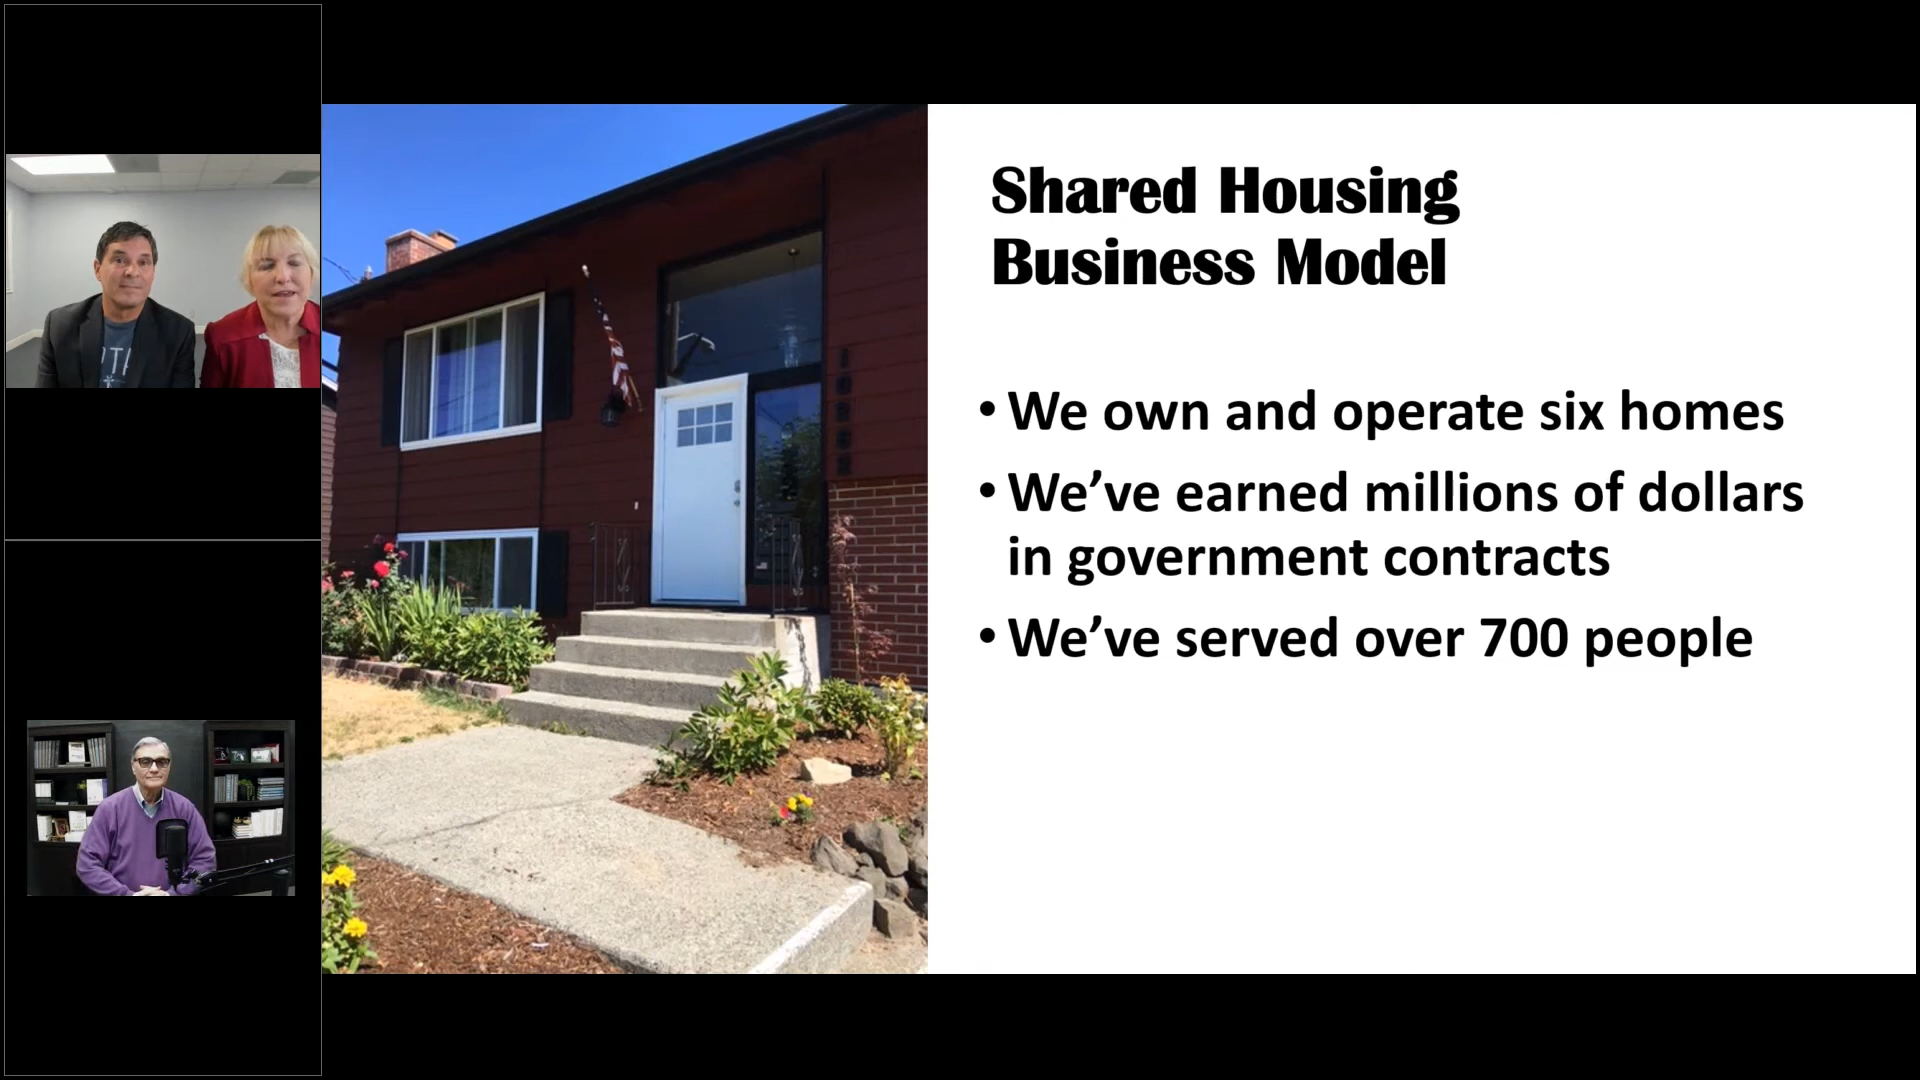 Shared Housing
Business Model
• We own and operate six homes
• We’ve earned millions of dollars
in government contracts
• We’ve served over 700 people